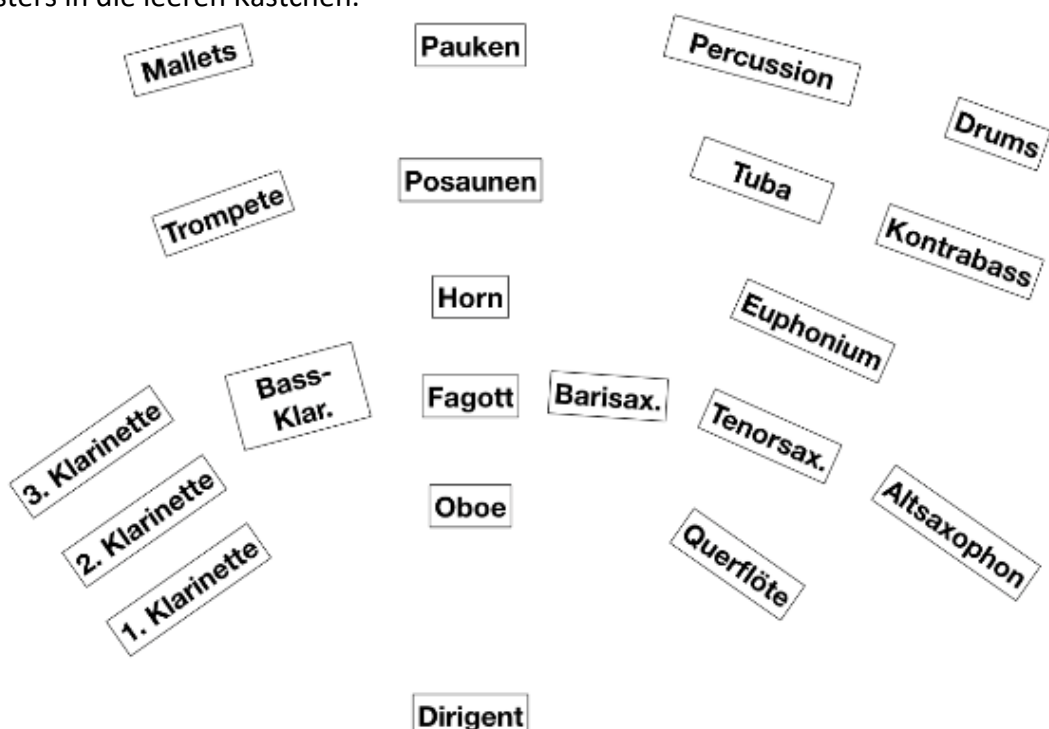 in die leeren Kästchen.
Mallets
Pauken
Percussion
Drums
Trompete
Posaunen
Tuba
Kontrabass
Horn
Euphonium
Bass-
Klar.
Fagott
Barisax.
Tenorsax.
3. Klarinette
2. Klarinette
1. Klarinette
Oboe
Querflöte
Altsaxophon
Dirigent